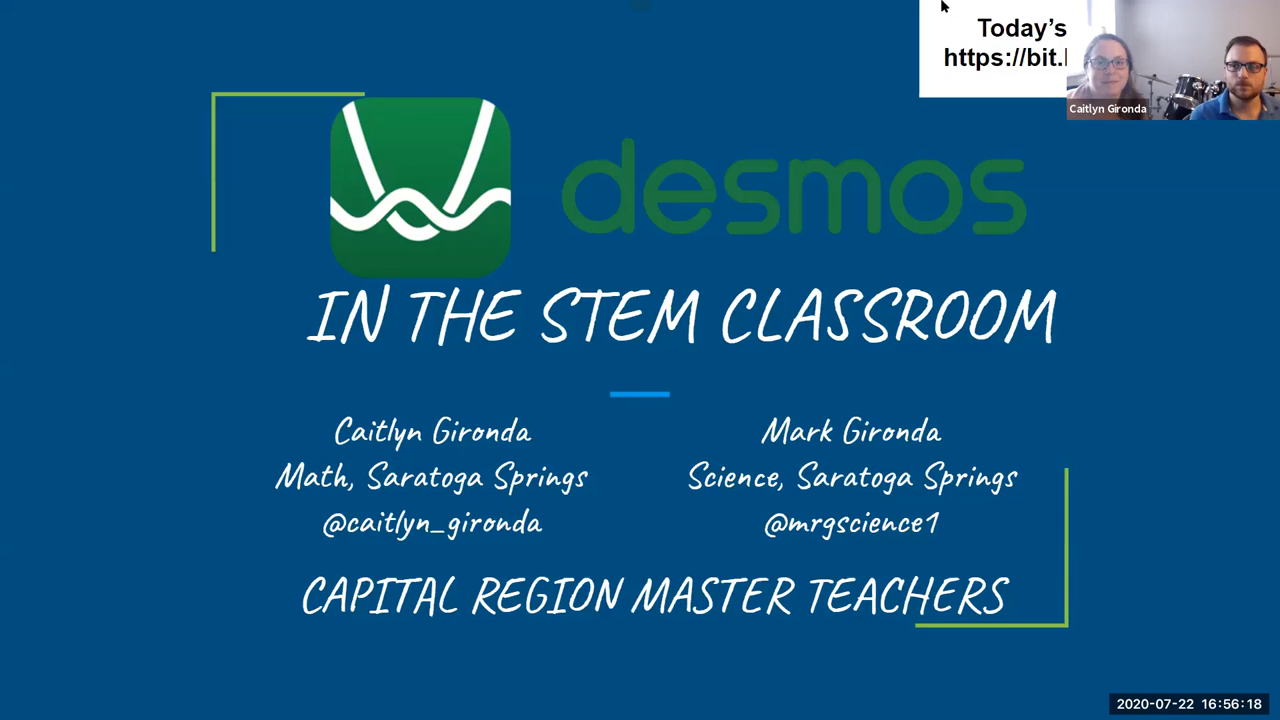 Today's
https://bit.
Caitlyn Gironda
desmos
IN THE STEM CLASSROOM
Caitlyn Gironda
Math, Saratoga Springs
@caitlyn_gironda
Mark Gironda
Science, Saratoga Springs
@mrgscience1
CAPITAL REGION MASTER TEACHERS
2020-07-22 16:56:18